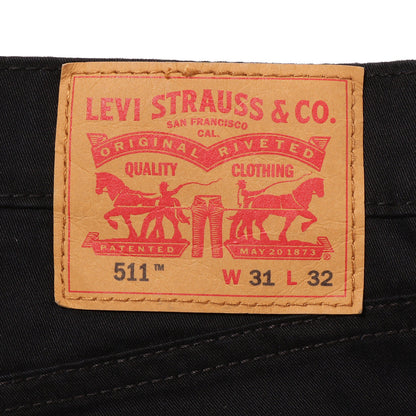 LEVI STRAUSS & CO.
SAN FRANCISCO
CAL.
ORIGINAL RIVETED
QUALITY CLOTHING
PATENTED MAY 20 1873 ®
511™ W 31 L 32